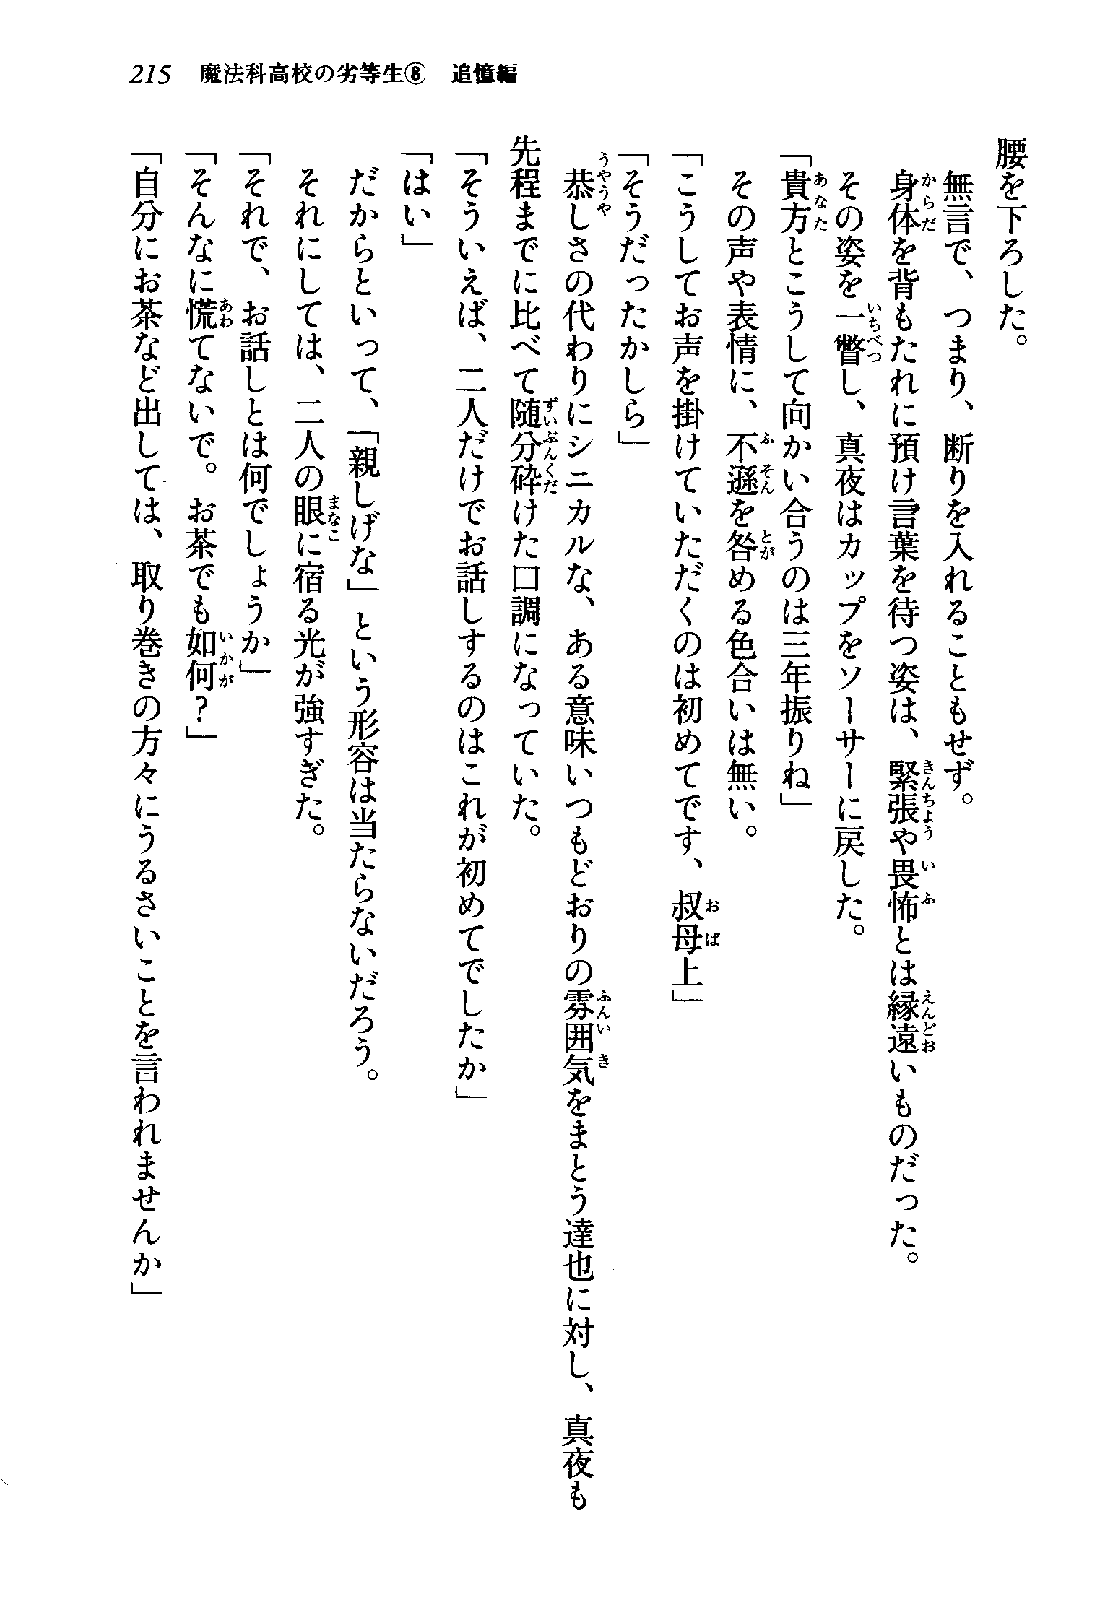 215　魔法科高校の劣等生⑧　追憶編
腰を下ろした。
　無言で、つまり、断りを入れることもせず。
　身体を背もたれに預け言葉を待つ姿は、緊張や畏怖とは縁遠いものだった。
　その姿を一瞥し、真夜はカップをソーサーに戻した。
「貴方とこうして向かい合うのは三年振りね」
　その声や表情に、不遜を咎める色合いは無い。
「こうしてお声を掛けていただくのは初めてです、叔母上」
「そうだったかしら」
　恭しさの代わりにシニカルな、ある意味いつもどおりの雰囲気をまとう達也に対し、真夜も
先程までに比べて随分砕けた口調になっていた。
「そういえば、二人だけでお話しするのはこれが初めてでしたか」
「はい」
　だからといって、「親しげな」という形容は当たらないだろう。
　それにしては、二人の眼に宿る光が強すぎた。
「それで、お話しとは何でしょうか」
「そんなに慌てないで。お茶でも如何？」
「自分にお茶など出しては、取り巻きの方々にうるさいことを言われませんか」